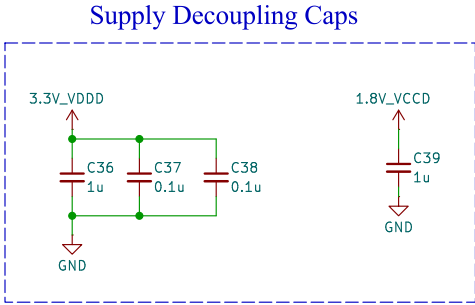 Supply Decoupling Caps
3.3V_VDDD
1.8V_VCCD
C36
1u
C37
0.1u
C38
0.1u
C39
1u
GND
GND